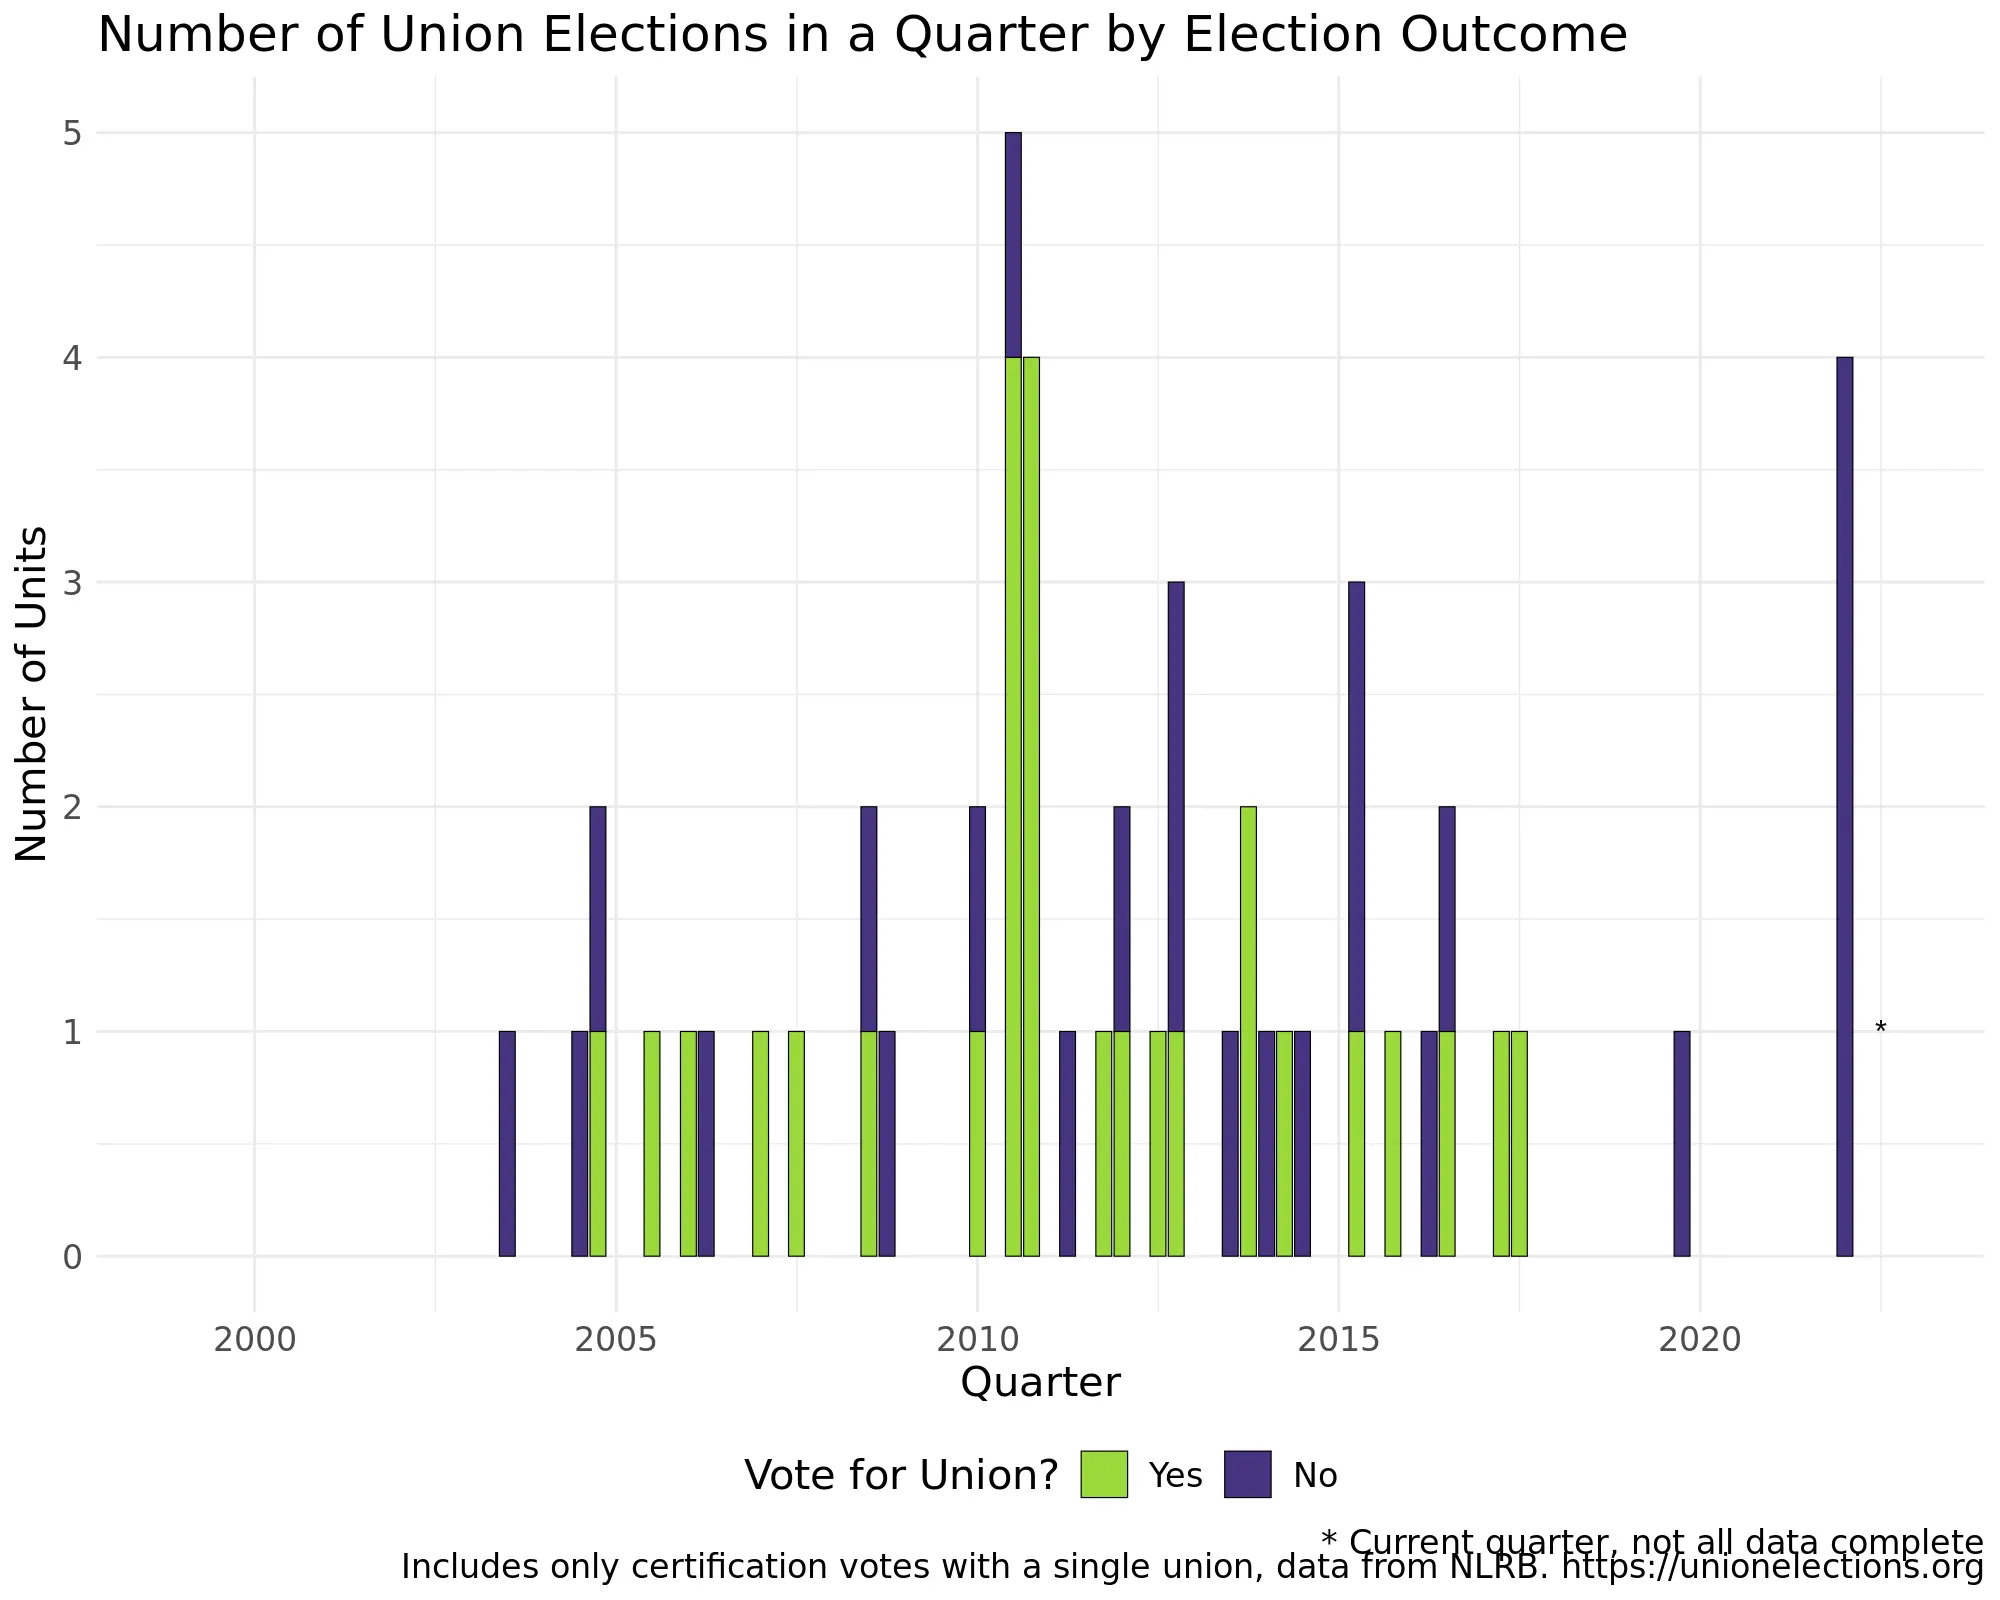 Number of Union Elections in a Quarter by Election Outcome
Number of Units
5
4
3
2
1
0
*
2000 2005 2010 2015 2020
Quarter
Vote for Union? Yes No
* Current quarter, not all data complete
Includes only certification votes with a single union, data from NLRB. https://unionelections.org